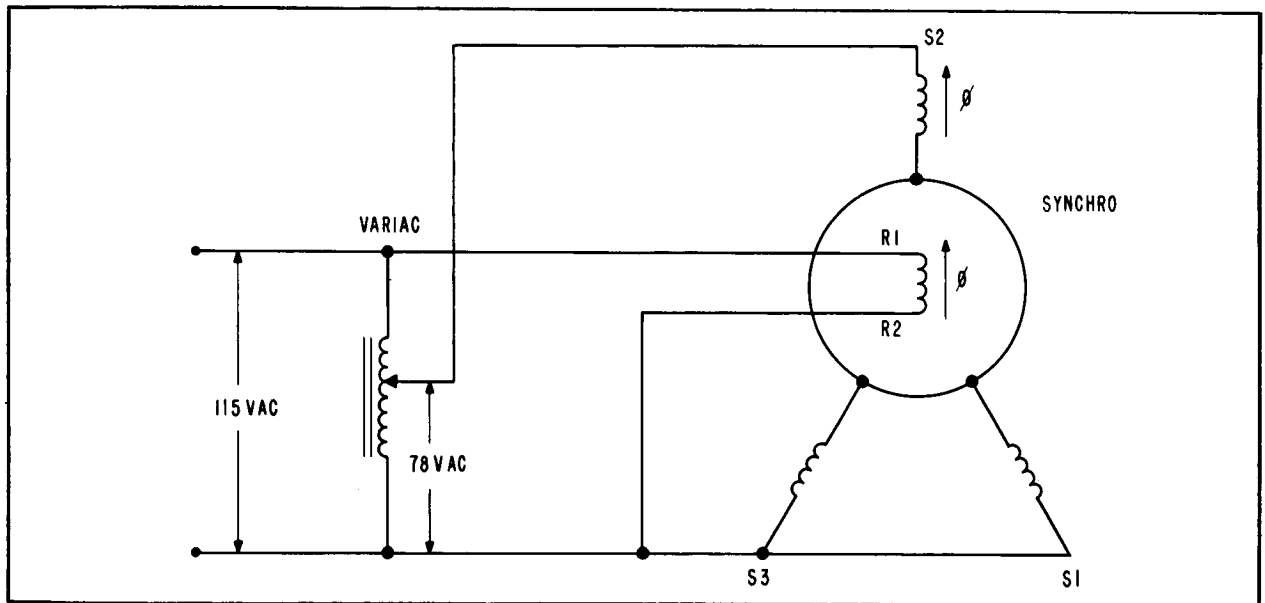 S2
Ø
SYNCHRO
VARIAC
R1
Ø
R2
115 VAC
78 VAC
S3
S1